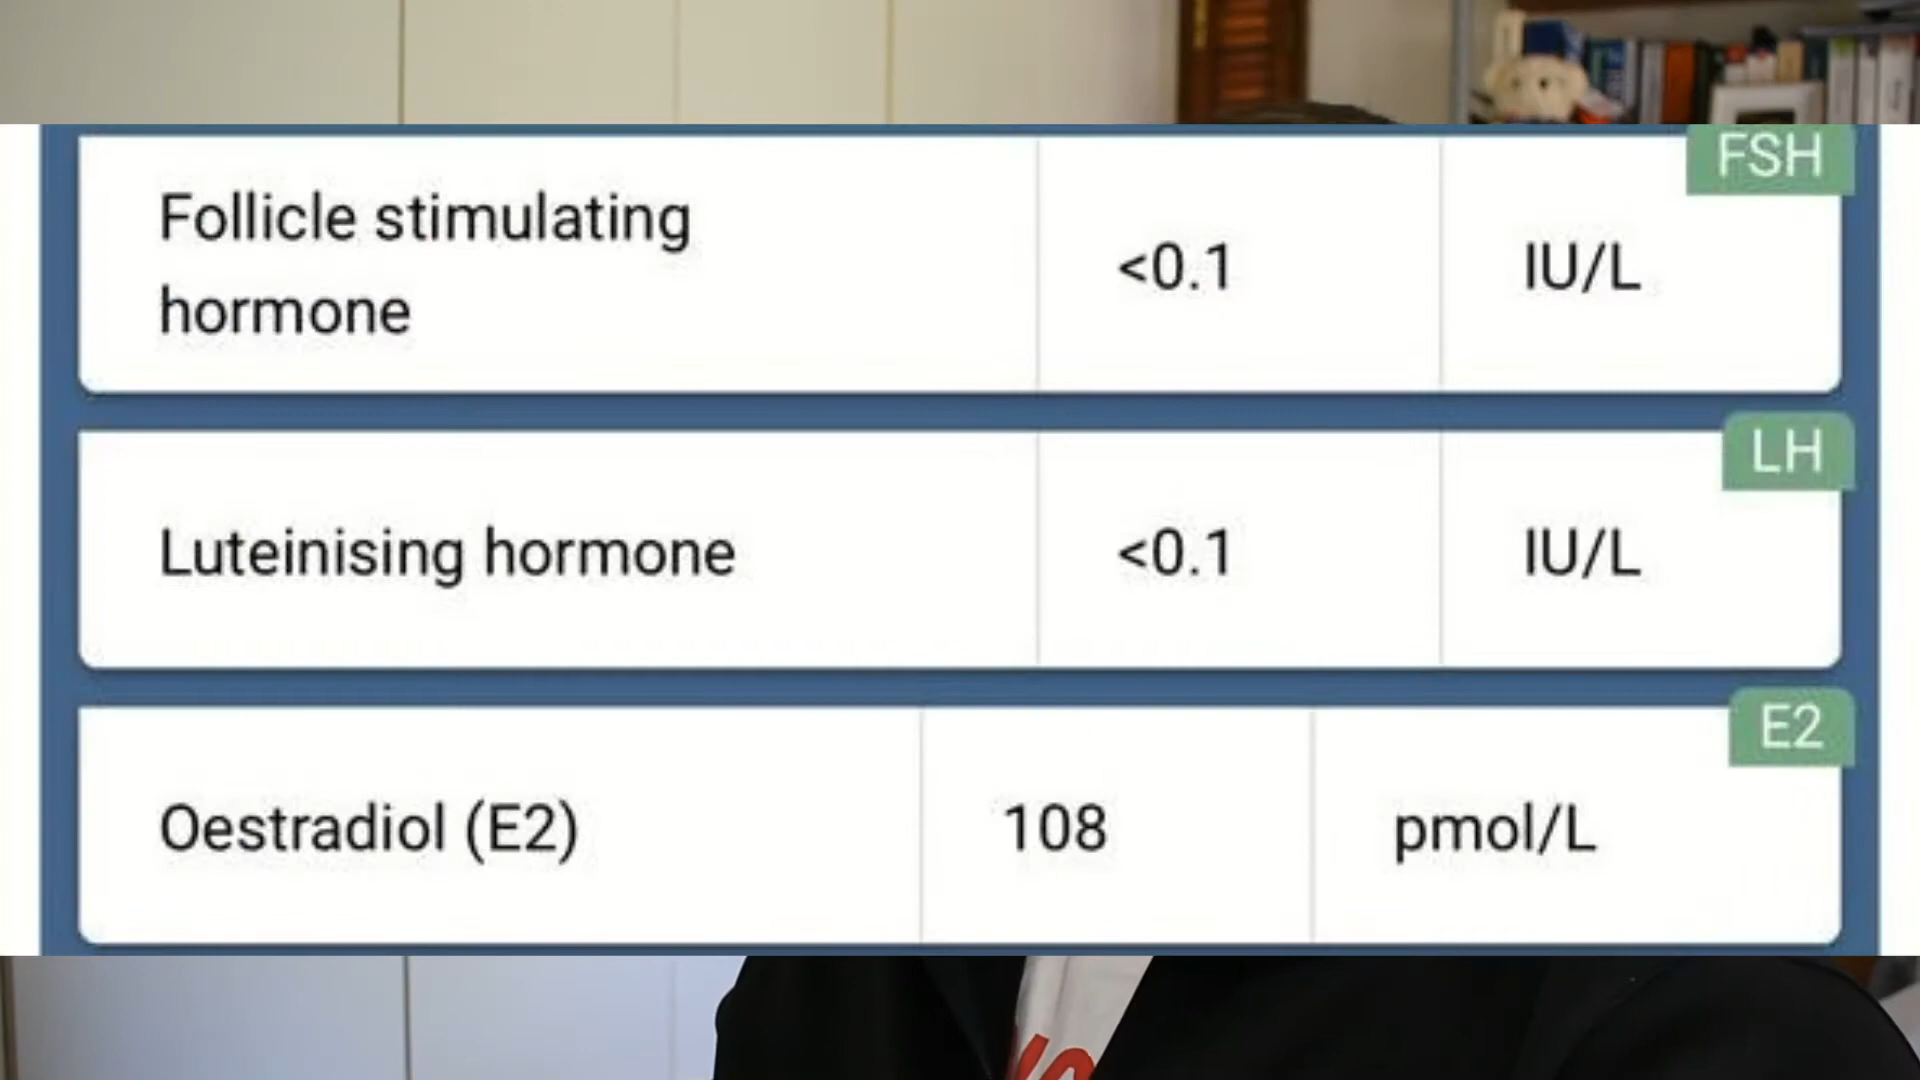 FSH
Follicle stimulating
hormone
<0.1
IU/L
LH
Luteinising hormone
<0.1
IU/L
E2
Oestradiol (E2)
108
pmol/L